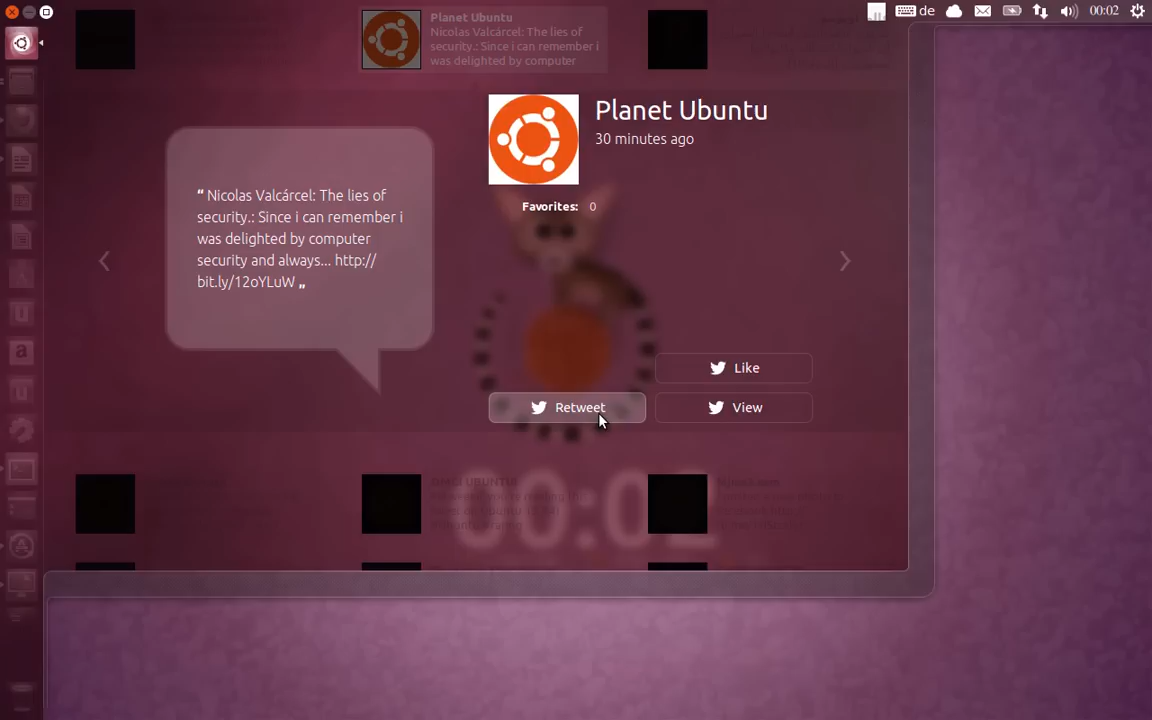 de
00:02
Planet Ubuntu
Nicolas Valcárcel: The lies of
security.: Since i can remember i
was delighted by computer
Planet Ubuntu
30 minutes ago
Favorites: 0
“ Nicolas Valcárcel: The lies of
security.: Since i can remember i
was delighted by computer
security and always... http://
bit.ly/12oYLuW „
Like
Retweet
View
00:02